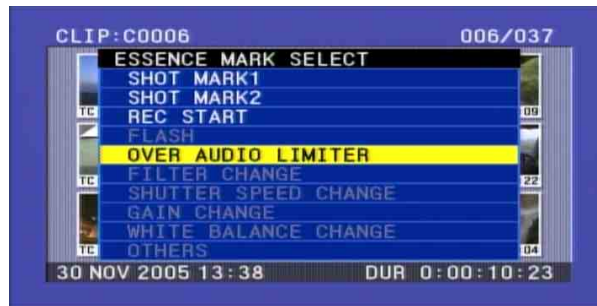 CLIP:C0006 006/037
ESSENCE MARK SELECT
SHOT MARK1
SHOT MARK2
TC REC START 09
FLASH
OVER AUDIO LIMITER
TC FILTER CHANGE 22
SHUTTER SPEED CHANGE
GAIN CHANGE
WHITE BALANCE CHANGE
TC OTHERS 04
30 NOV 2005 13:38 DUR 0:00:10:23